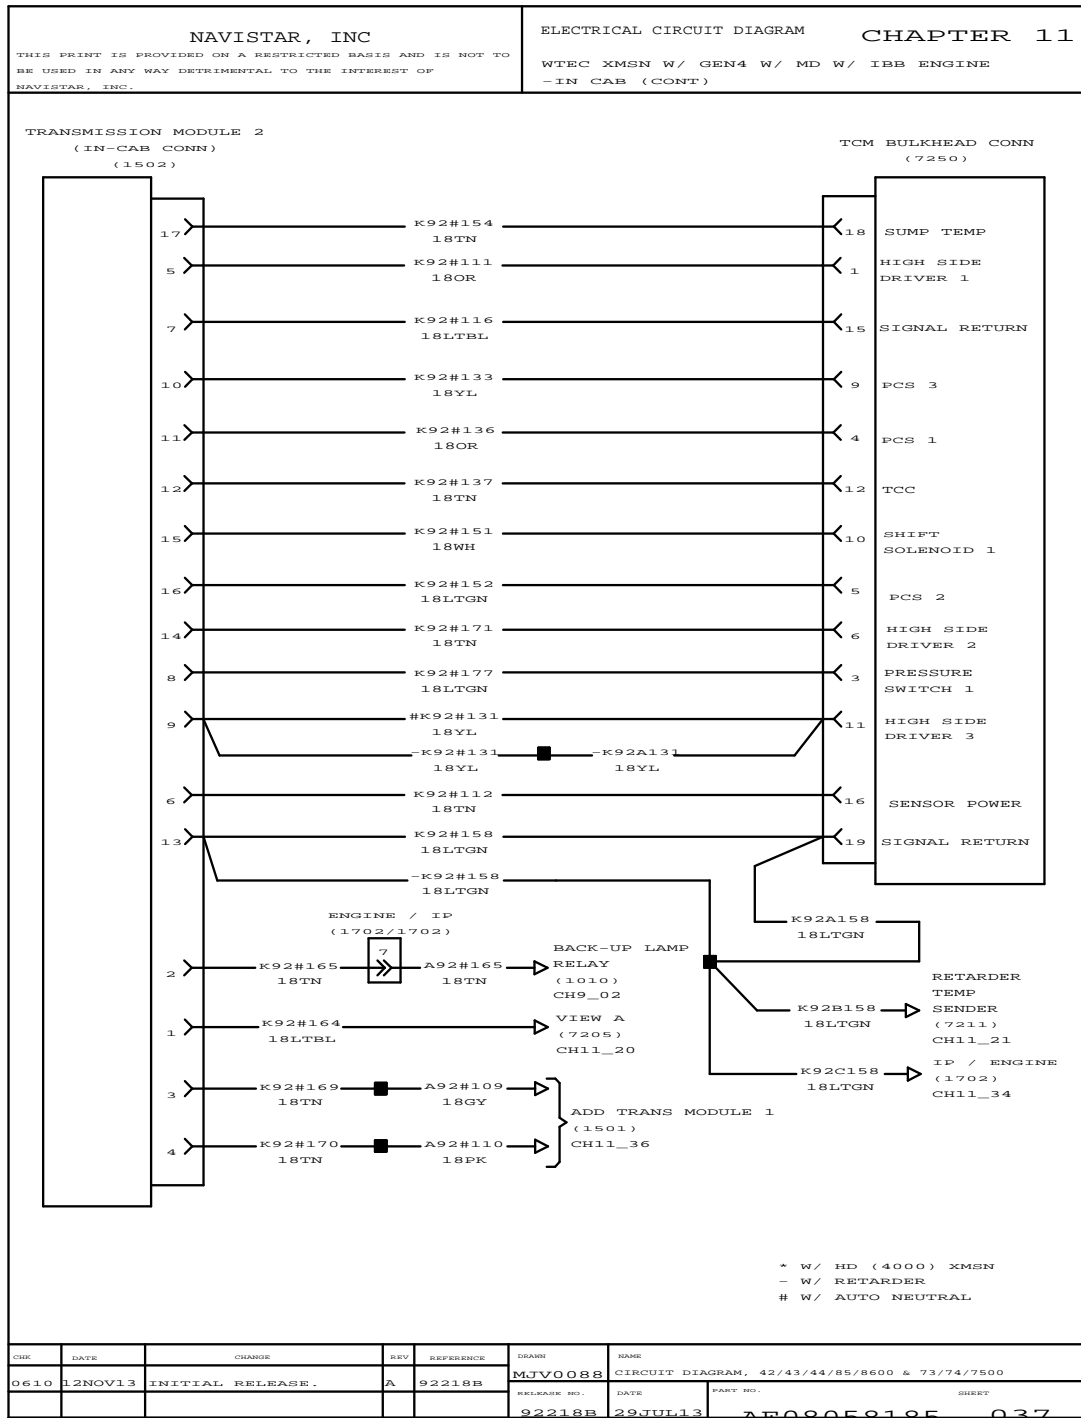 NAVISTAR, INC
THIS PRINT IS PROVIDED ON A RESTRICTED BASIS AND IS NOT TO
BE USED IN ANY WAY DETRIMENTAL TO THE INTEREST OF
NAVISTAR, INC.
ELECTRICAL CIRCUIT DIAGRAM CHAPTER 11
WTEC XMSN W/ GEN4 W/ MD W/ IBB ENGINE
-IN CAB (CONT)
TRANSMISSION MODULE 2
(IN-CAB CONN)
(1502)
TCM BULKHEAD CONN
(7250)
17 K92#154 18 SUMP TEMP
18TN
5 K92#111 1 HIGH SIDE
18OR DRIVER 1
7 K92#116 15 SIGNAL RETURN
18LTBL
10 K92#133 9 PCS 3
18YL
11 K92#136 4 PCS 1
18OR
12 K92#137 12 TCC
18TN
15 K92#151 10 SHIFT
18WH SOLENOID 1
16 K92#152 5 PCS 2
18LTGN
14 K92#171 6 HIGH SIDE
18TN DRIVER 2
8 K92#177 3 PRESSURE
18LTGN SWITCH 1
9 #K92#131 11 HIGH SIDE
18YL DRIVER 3
-K92#131 -K92A131
18YL 18YL
6 K92#112 16 SENSOR POWER
18TN
13 K92#158 19 SIGNAL RETURN
18LTGN
-K92#158
18LTGN
K92A158
18LTGN
ENGINE / IP
(1702/1702)
7
2 K92#165 A92#165
18TN 18TN
BACK-UP LAMP
RELAY
(1010)
CH9_02
K92B158
18LTGN
RETARDER
TEMP
SENDER
(7211)
CH11_21
1 K92#164
18LTBL
VIEW A
(7205)
CH11_20
K92C158
18LTGN
IP / ENGINE
(1702)
CH11_34
3 K92#169 A92#109
18TN 18GY
4 K92#170 A92#110
18TN 18PK
ADD TRANS MODULE 1
(1501)
CH11_36
* W/ HD (4000) XMSN
- W/ RETARDER
# W/ AUTO NEUTRAL
CHK DATE CHANGE REV REFERENCE DRAWN NAME
0610 12NOV13 INITIAL RELEASE. A 92218B MJV0088 CIRCUIT DIAGRAM, 42/43/44/85/8600 & 73/74/7500
RELEASE NO. DATE PART NO. SHEET
92218B 29JUL13 AE08058185 037